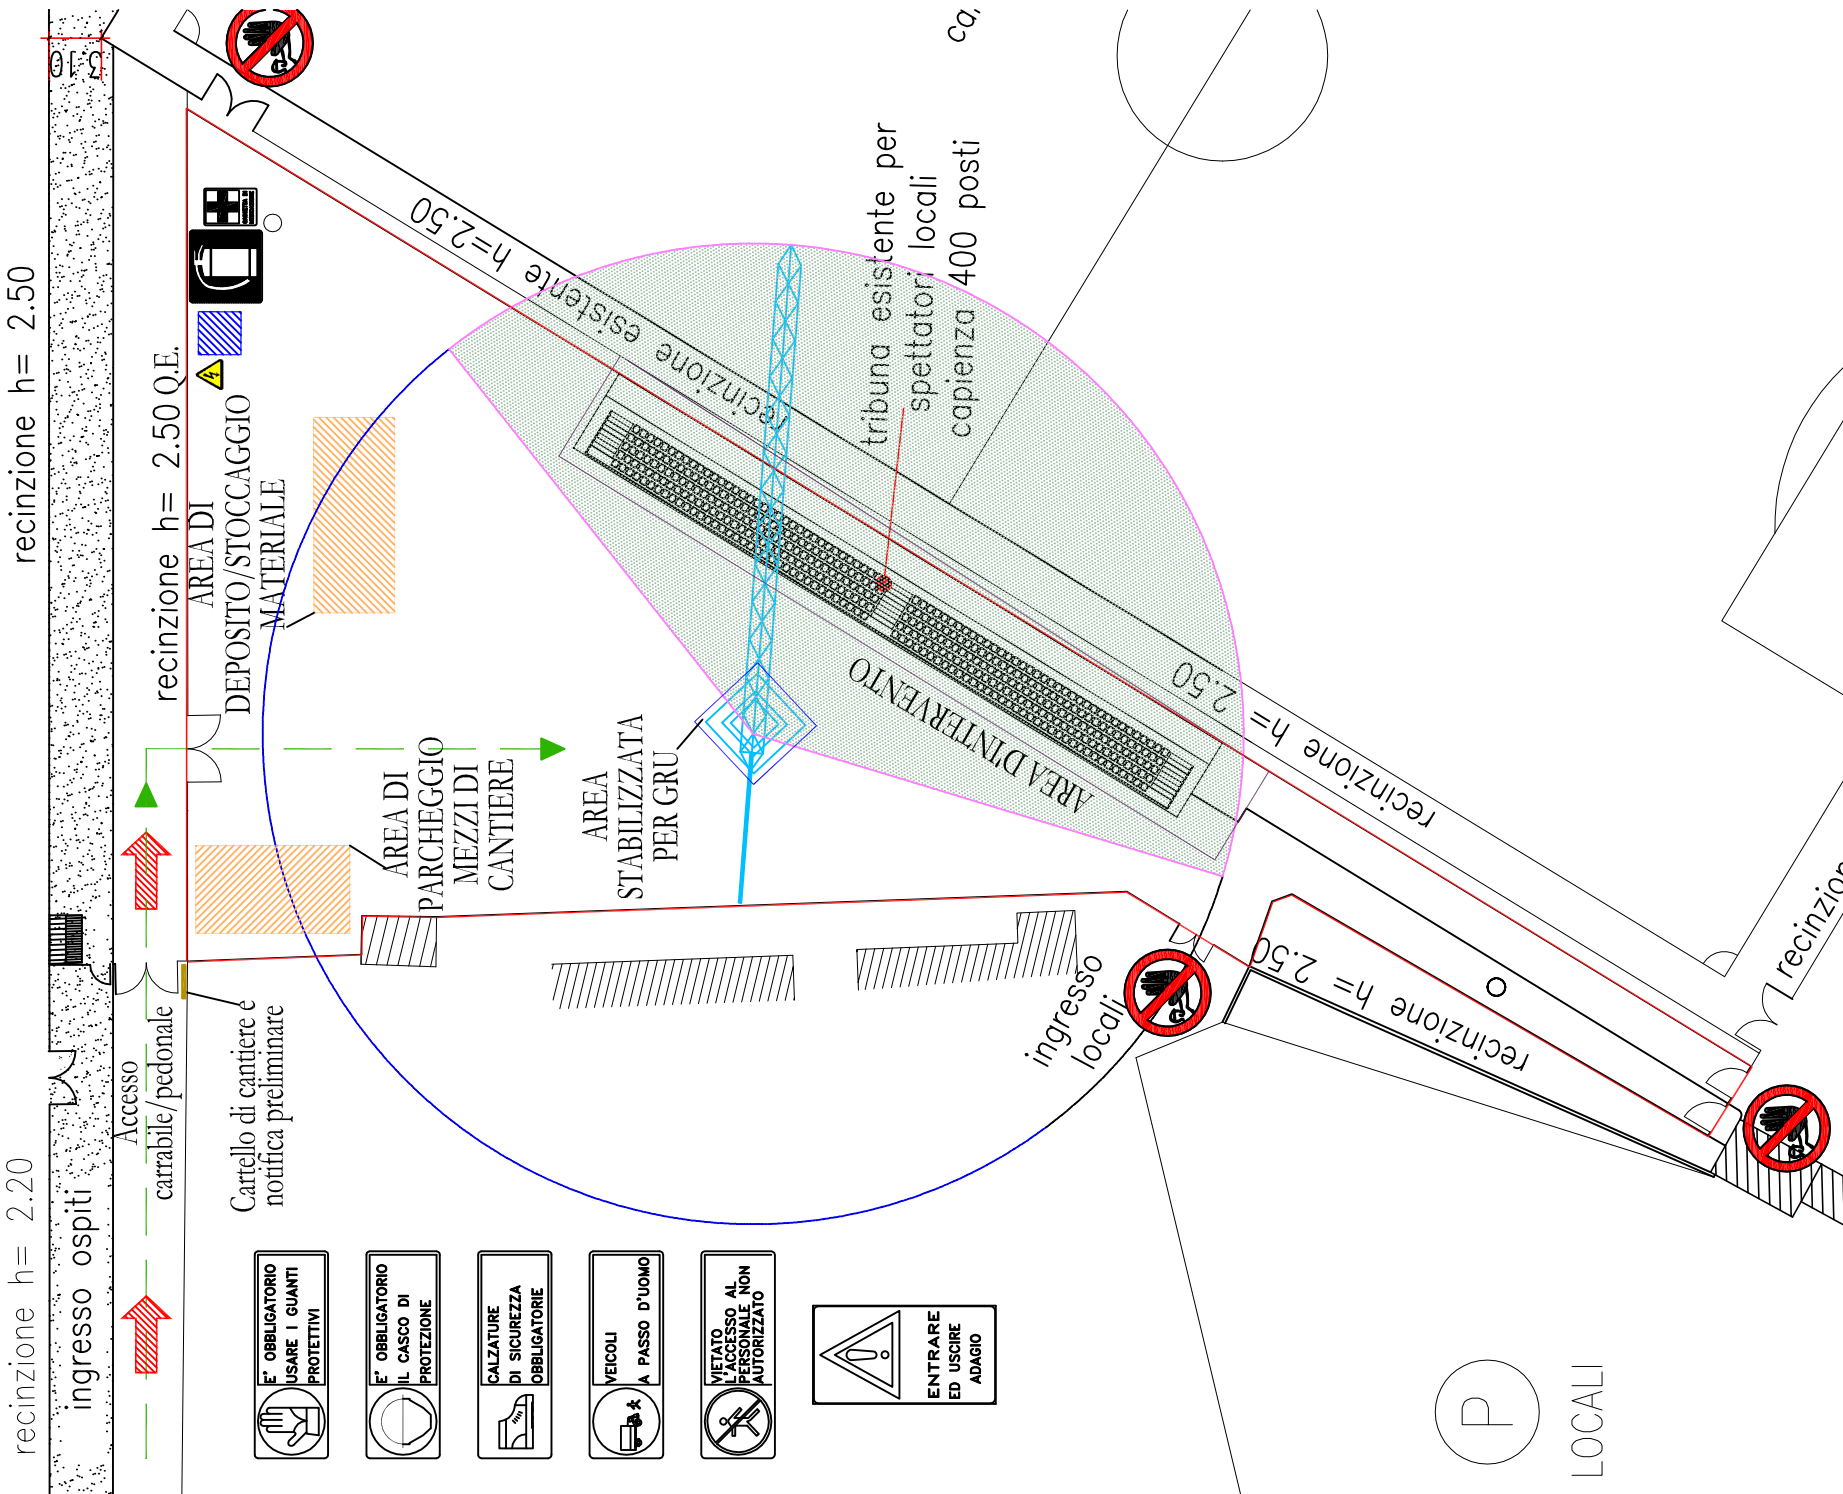 3.10
recinzione h= 2.50
recinzione h= 2.20
ingresso ospiti
Accesso
carrabile/pedonale
recinzione h= 2.50
Q.E.
AREA DI
DEPOSITO/STOCCAGGIO
MATERIALE
Cartello di cantiere e
notifica preliminare
AREA DI
PARCHEGGIO
MEZZI DI
CANTIERE
AREA
STABILIZZATA
PER GRU
AREA D'INTERVENTO
recinzione esistente h=2.50
tribuna esistente per
spettatori locali
capienza 400 posti
ca,
recinzione h= 2.50
recinzione h= 2.50
ingresso
locali
recinzion
E' OBBLIGATORIO
USARE I GUANTI
PROTETTIVI
E' OBBLIGATORIO
IL CASCO DI
PROTEZIONE
CALZATURE
DI SICUREZZA
OBBLIGATORIE
VEICOLI
A PASSO D'UOMO
VIETATO
L'ACCESSO AL
PERSONALE NON
AUTORIZZATO
ENTRARE
ED USCIRE
ADAGIO
P
LOCALI